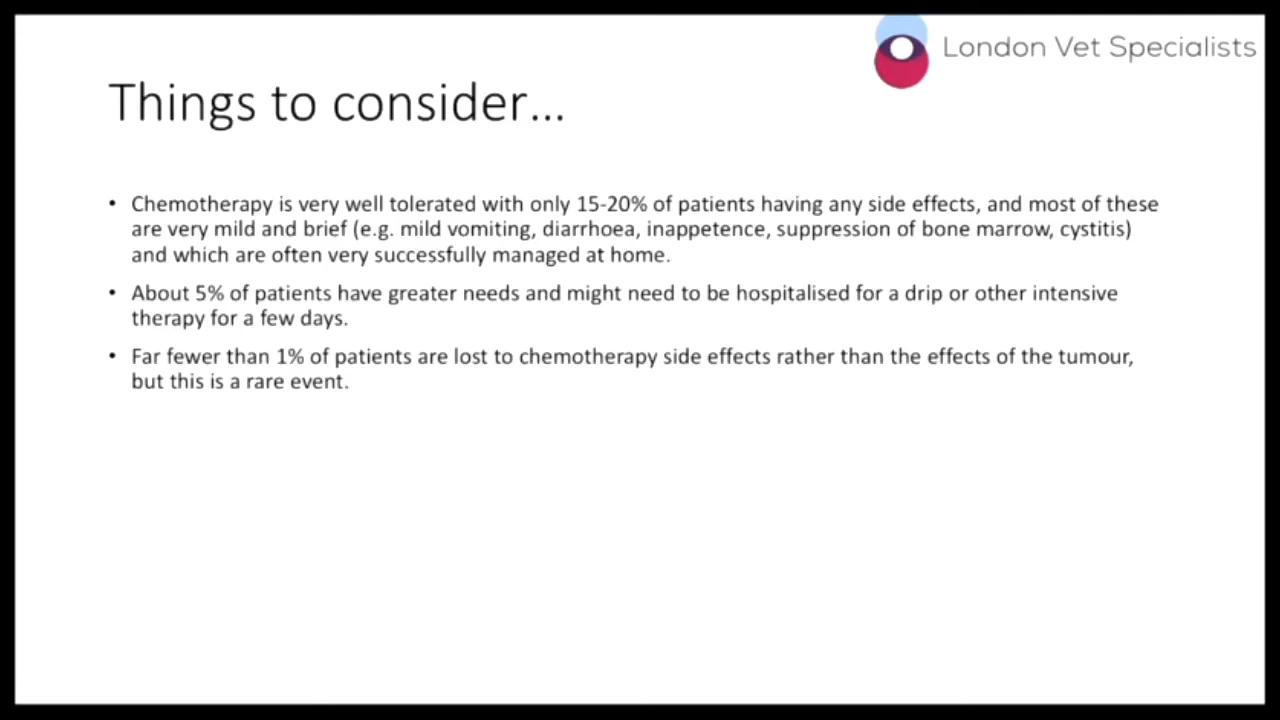 London Vet Specialists
Things to consider...
• Chemotherapy is very well tolerated with only 15-20% of patients having any side effects, and most of these
are very mild and brief (e.g. mild vomiting, diarrhoea, inappetence, suppression of bone marrow, cystitis)
and which are often very successfully managed at home.
• About 5% of patients have greater needs and might need to be hospitalised for a drip or other intensive
therapy for a few days.
• Far fewer than 1% of patients are lost to chemotherapy side effects rather than the effects of the tumour,
but this is a rare event.